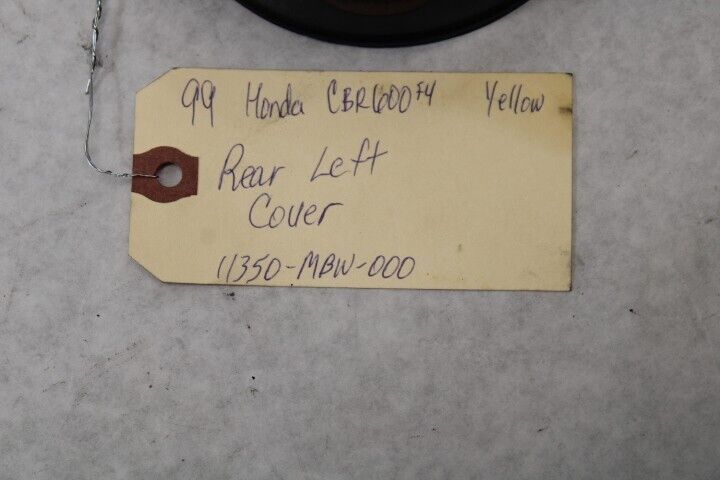 99 Honda CBR600F4 Yellow
Rear Left
Cover
11350-MBW-000